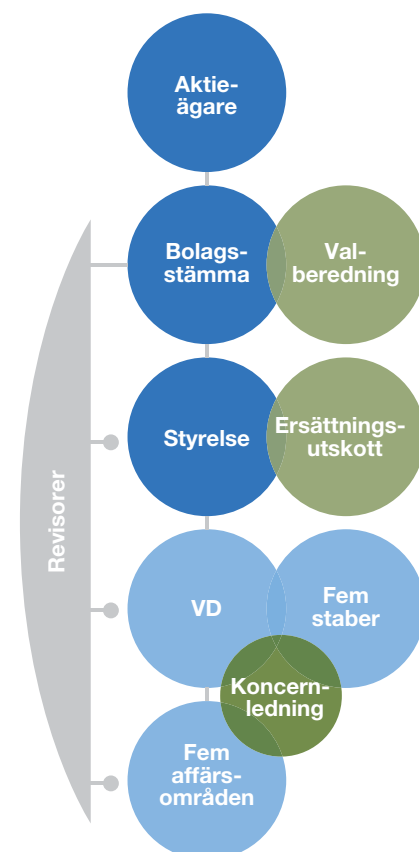 Aktie-
ägare
Bolags-
stämma
Val-
beredning
Styrelse
Ersättnings-
utskott
Revisorer
VD
Fem
staber
Koncern-
ledning
Fem
affärs-
områden